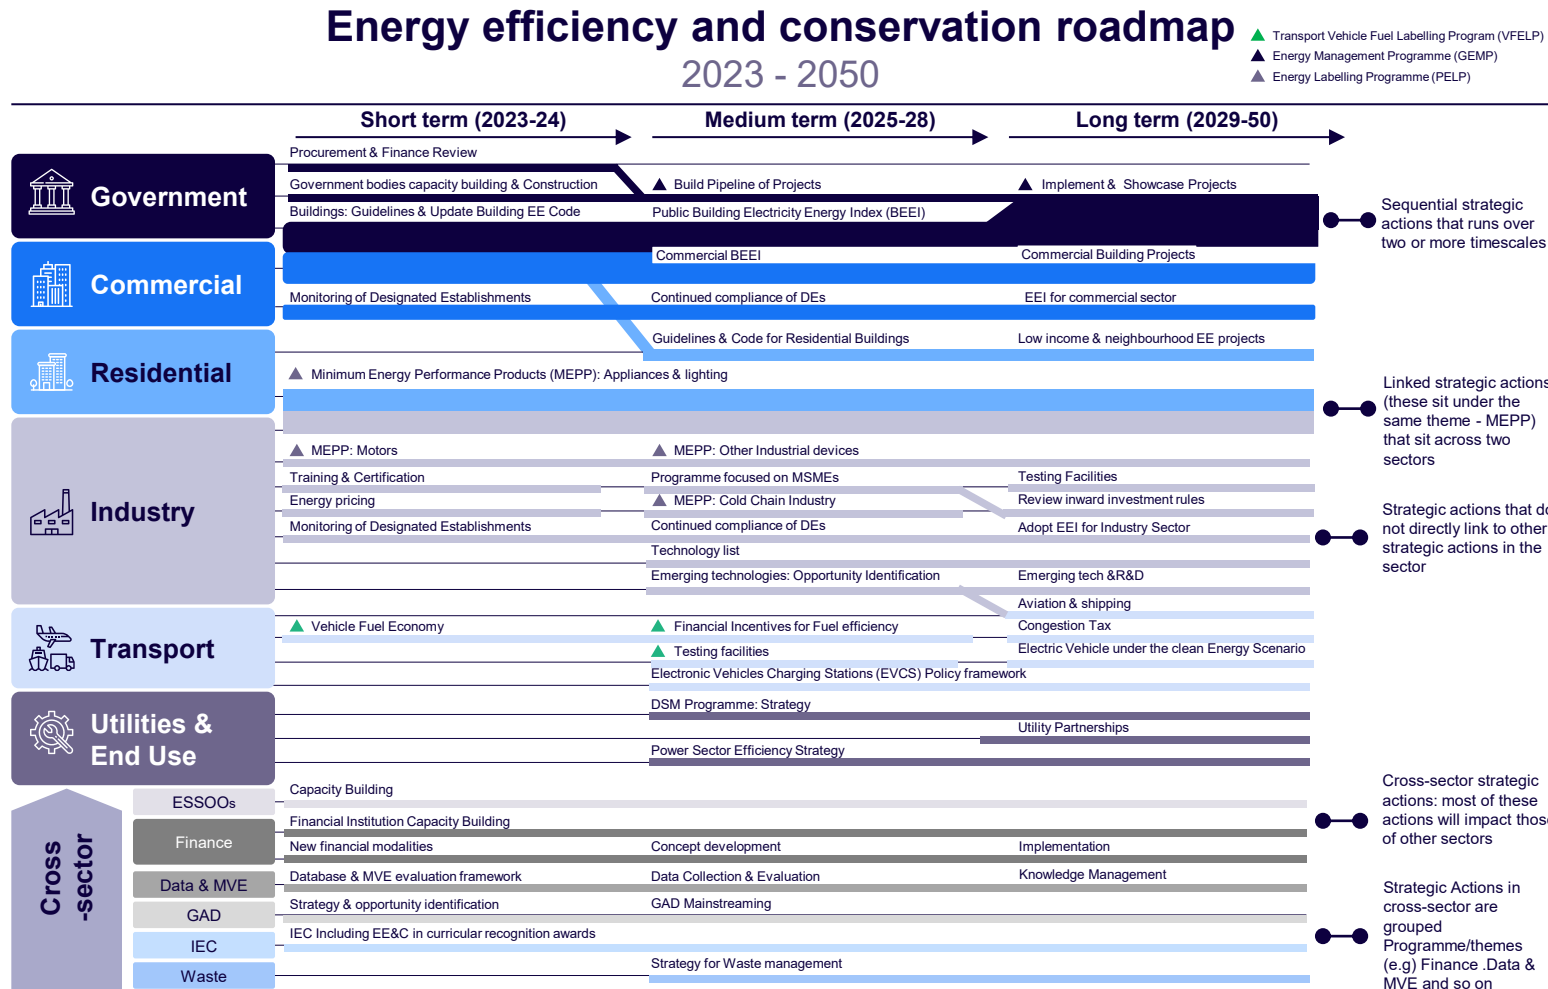 Energy efficiency and conservation roadmap
2023 - 2050
Transport Vehicle Fuel Labelling Program (VFELP)
Energy Management Programme (GEMP)
Energy Labelling Programme (PELP)
Short term (2023-24)
Medium term (2025-28)
Long term (2029-50)
Government
Procurement & Finance Review
Government bodies capacity building & Construction
Build Pipeline of Projects
Implement & Showcase Projects
Buildings: Guidelines & Update Building EE Code
Public Building Electricity Energy Index (BEEI)
Sequential strategic
actions that runs over
two or more timescales
Commercial
Commercial BEEI
Commercial Building Projects
Monitoring of Designated Establishments
Continued compliance of DEs
EEI for commercial sector
Residential
Guidelines & Code for Residential Buildings
Low income & neighbourhood EE projects
Minimum Energy Performance Products (MEPP): Appliances & lighting
Linked strategic actions
(these sit under the
same theme - MEPP)
that sit across two
sectors
Industry
MEPP: Motors
MEPP: Other Industrial devices
Training & Certification
Programme focused on MSMEs
Testing Facilities
Energy pricing
MEPP: Cold Chain Industry
Review inward investment rules
Monitoring of Designated Establishments
Continued compliance of DEs
Adopt EEI for Industry Sector
Technology list
Emerging technologies: Opportunity Identification
Emerging tech &R&D
Strategic actions that do
not directly link to other
strategic actions in the
sector
Transport
Aviation & shipping
Vehicle Fuel Economy
Financial Incentives for Fuel efficiency
Congestion Tax
Testing facilities
Electric Vehicle under the clean Energy Scenario
Electronic Vehicles Charging Stations (EVCS) Policy framework
Utilities &
End Use
DSM Programme: Strategy
Utility Partnerships
Power Sector Efficiency Strategy
Cross
-sector
ESSOOs
Capacity Building
Finance
Financial Institution Capacity Building
New financial modalities
Concept development
Implementation
Cross-sector strategic
actions: most of these
actions will impact those
of other sectors
Data & MVE
Database & MVE evaluation framework
Data Collection & Evaluation
Knowledge Management
GAD
Strategy & opportunity identification
GAD Mainstreaming
IEC
IEC Including EE&C in curricular recognition awards
Waste
Strategy for Waste management
Strategic Actions in
cross-sector are
grouped
Programme/themes
(e.g) Finance .Data &
MVE and so on